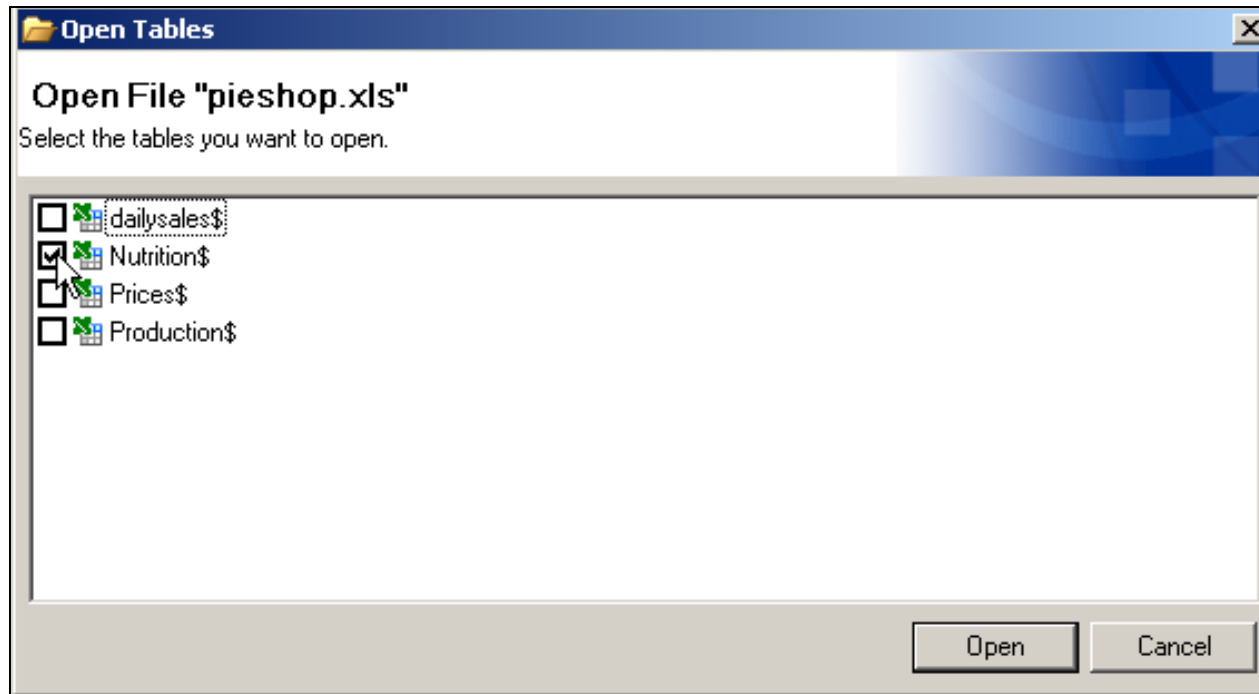 Open Tables
Open File "pieshop.xls"
Select the tables you want to open.
dailysales$
Nutrition$
Prices$
Production$
Open
Cancel